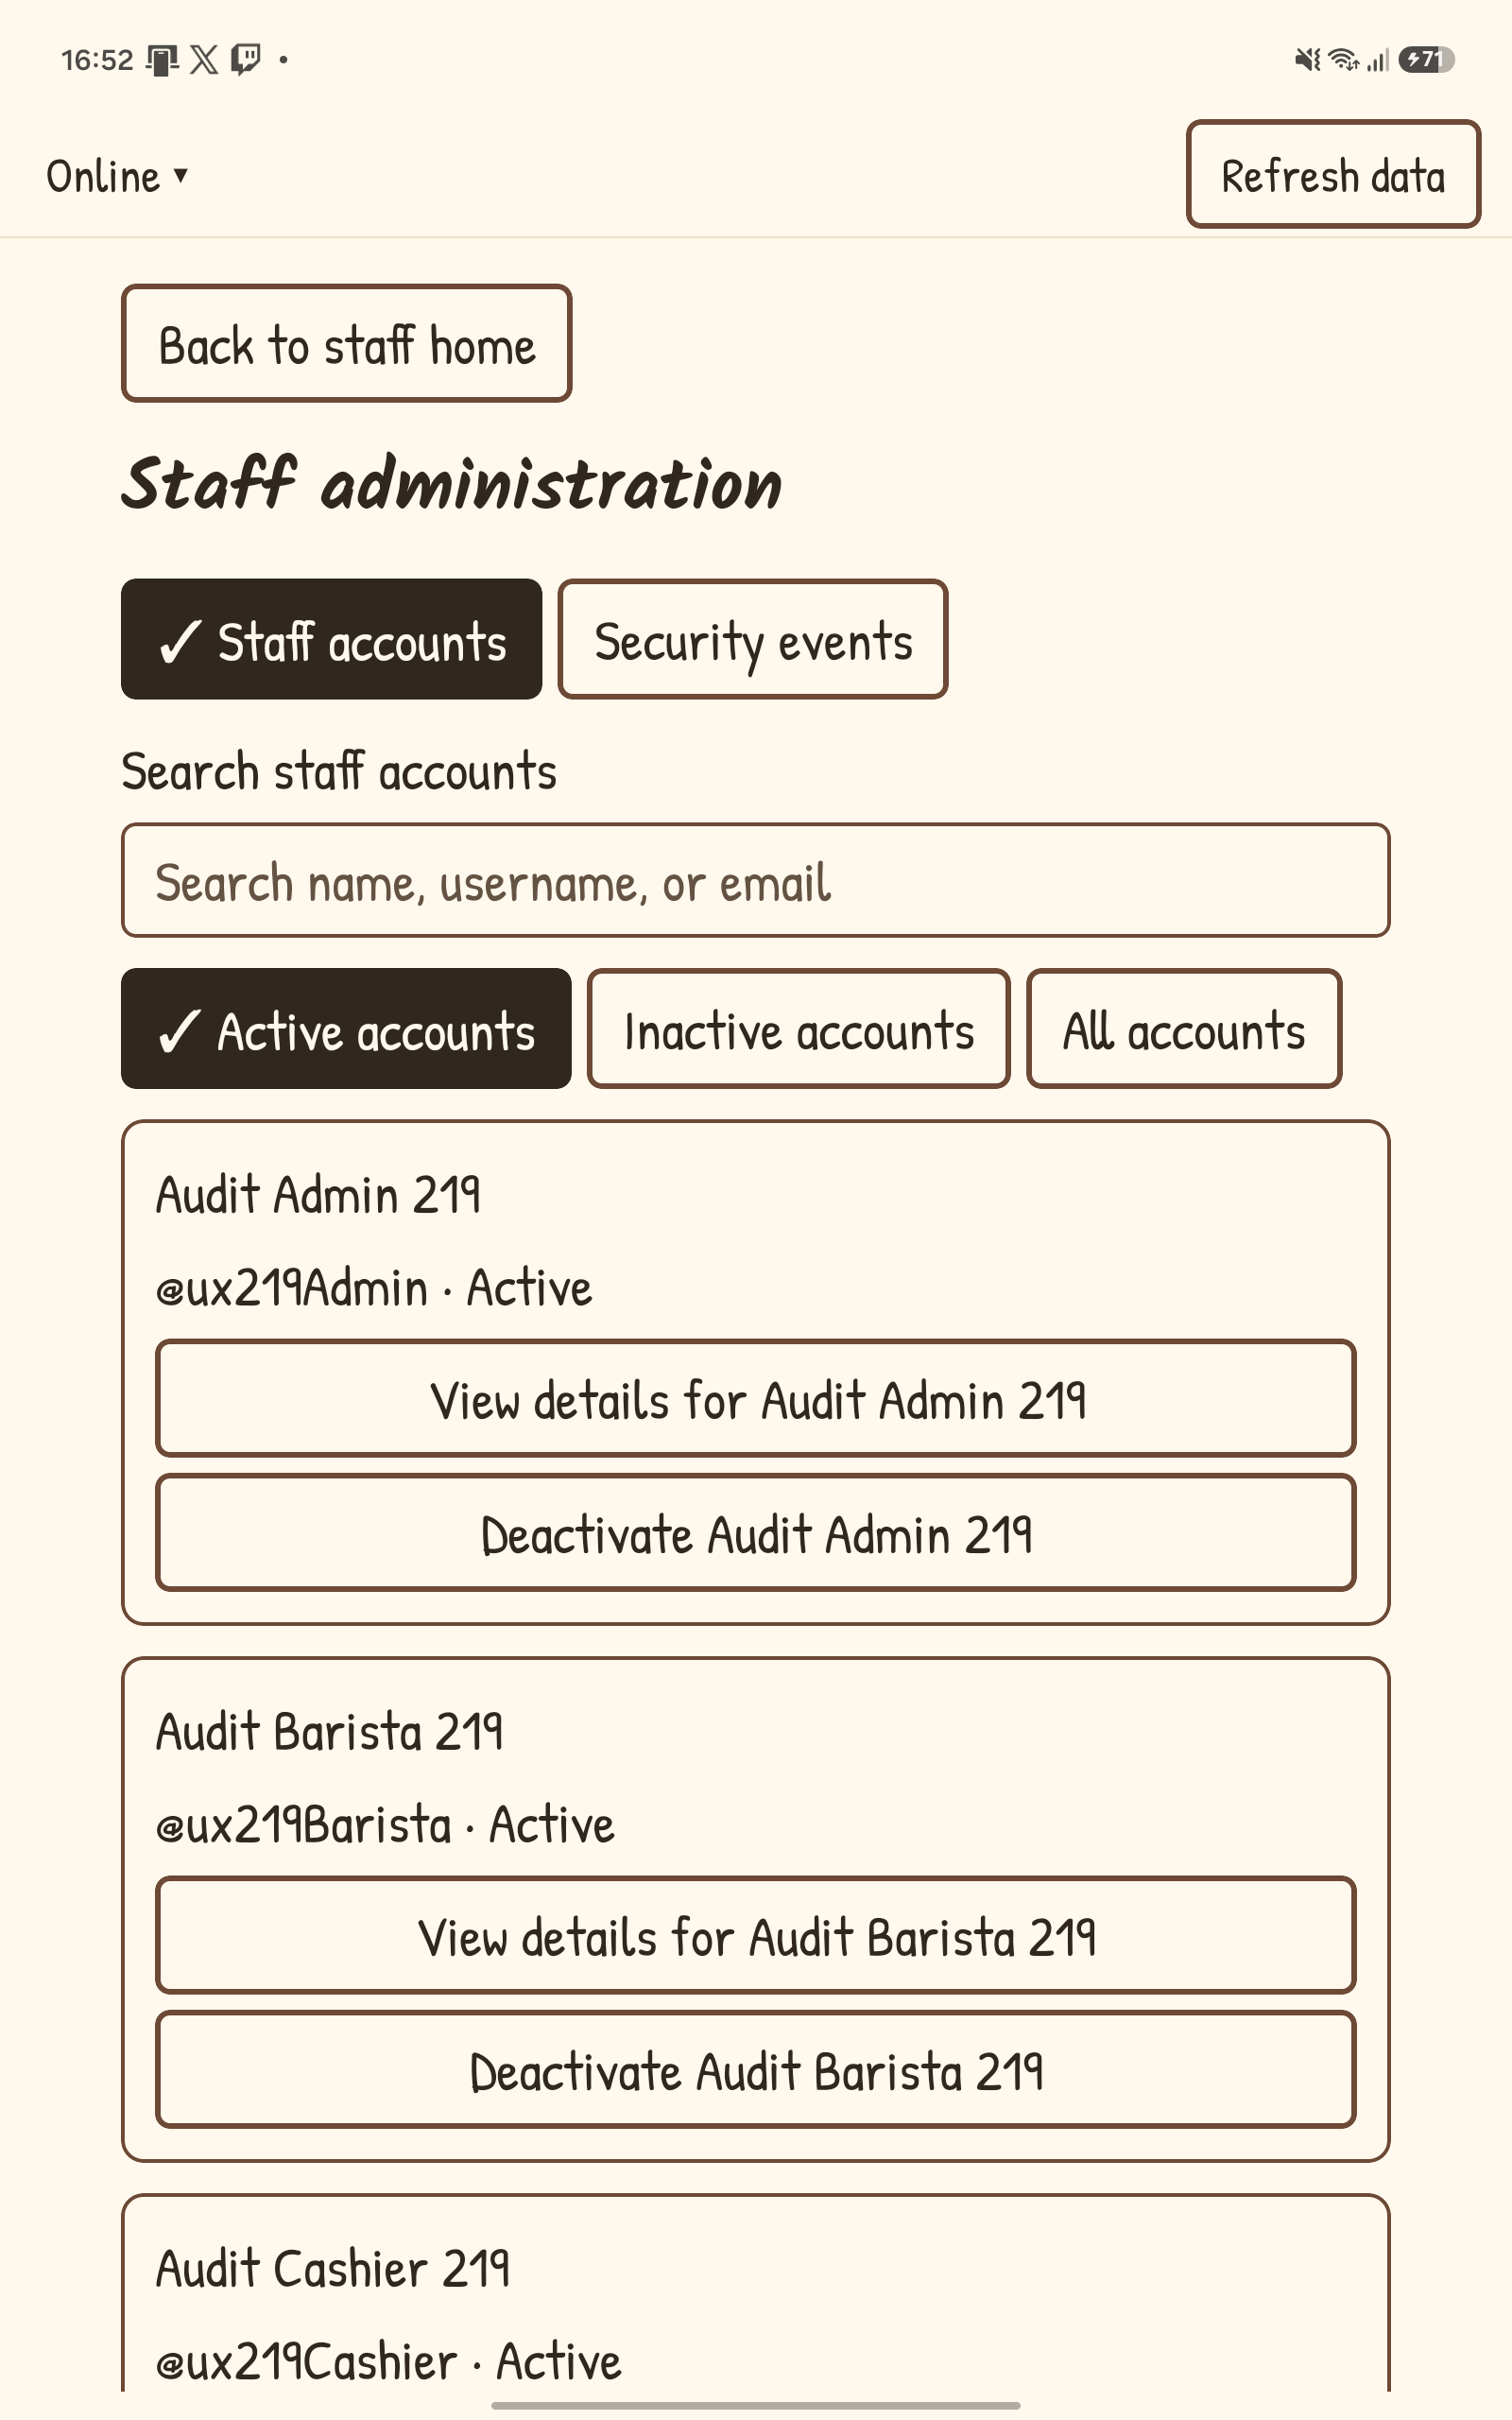 16:52
71
Online ▾
Refresh data
Back to staff home
Staff administration
✓ Staff accounts
Security events
Search staff accounts
Search name, username, or email
✓ Active accounts
Inactive accounts
All accounts
Audit Admin 219
@ux219Admin · Active
View details for Audit Admin 219
Deactivate Audit Admin 219
Audit Barista 219
@ux219Barista · Active
View details for Audit Barista 219
Deactivate Audit Barista 219
Audit Cashier 219
@ux219Cashier · Active